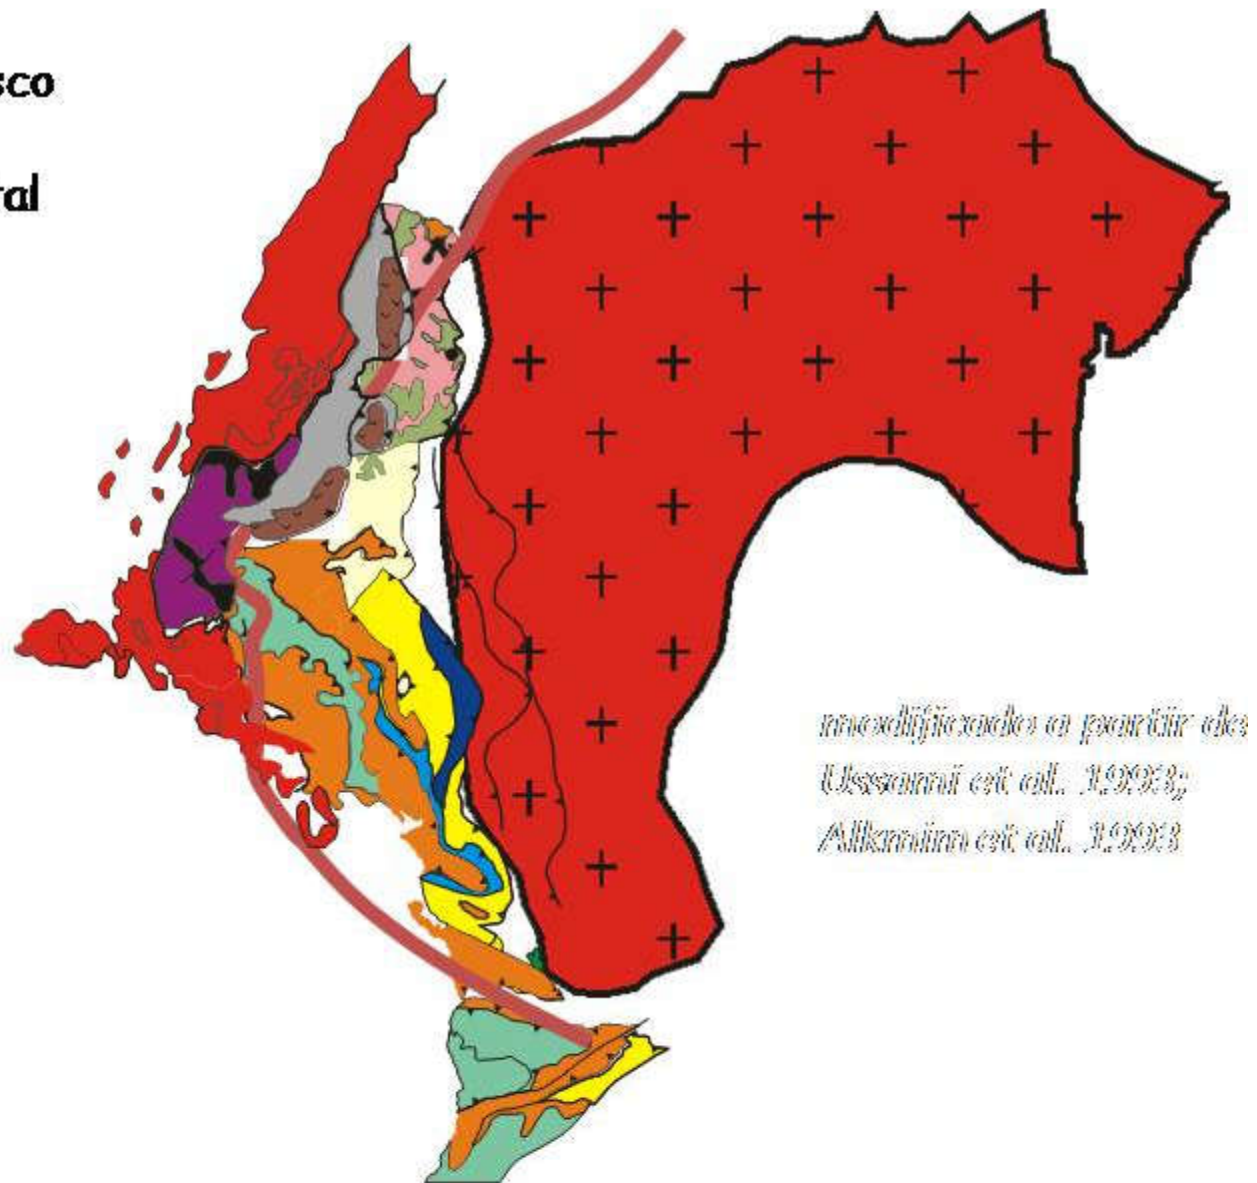 sco
ral
modificado a partir de
Ussami et al. 1993;
Alkmim et al. 1993